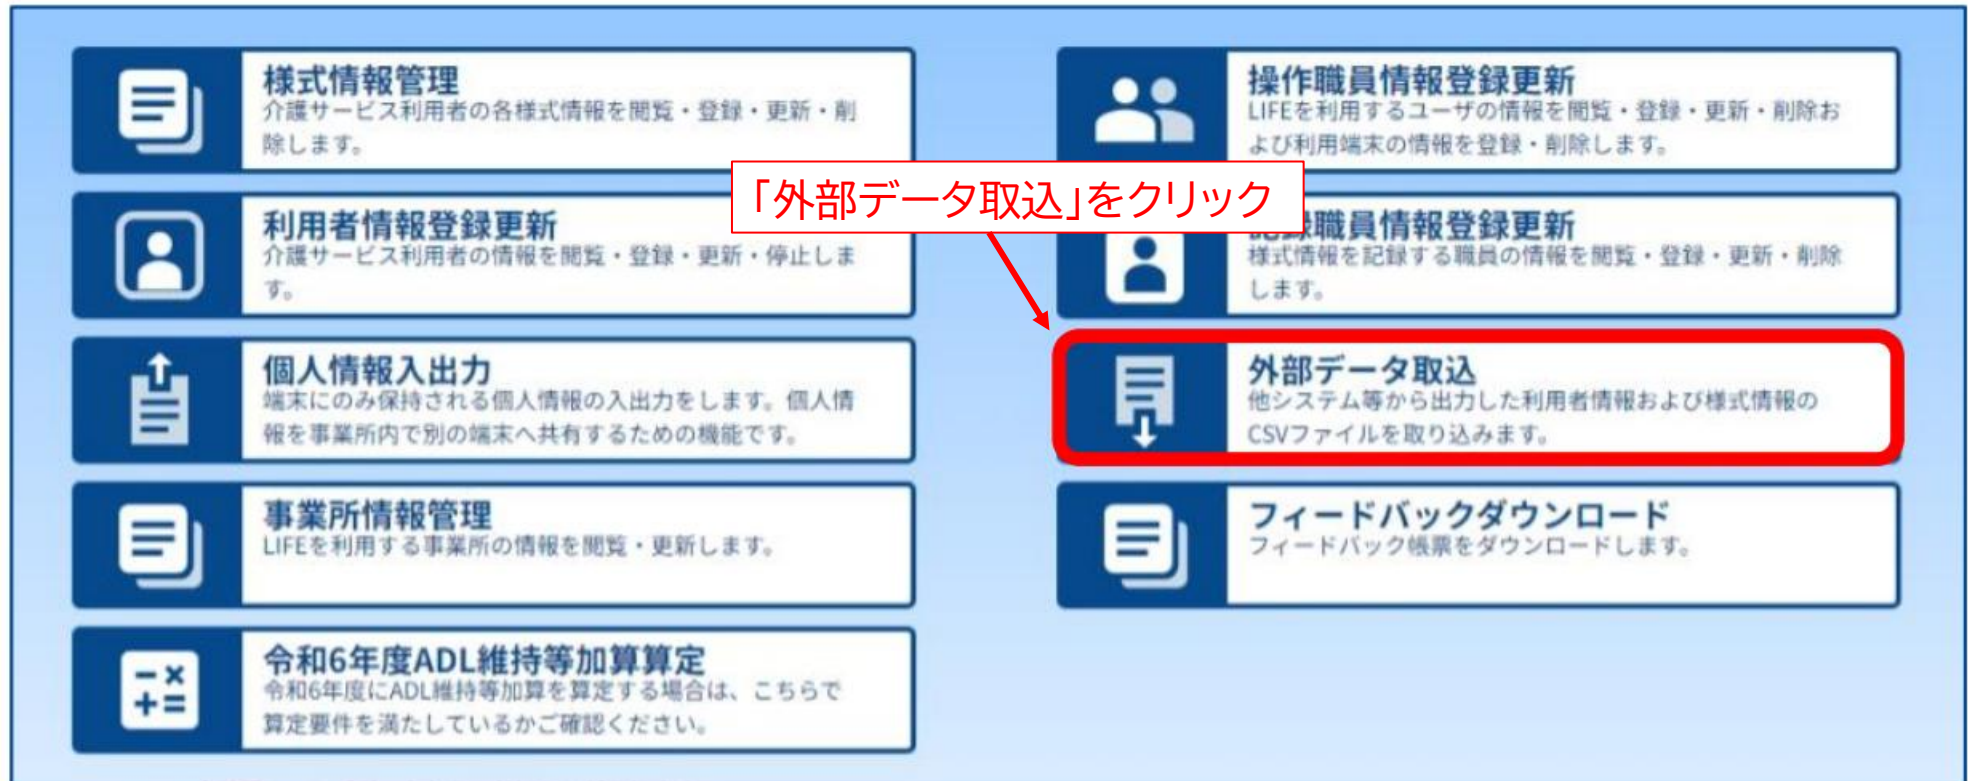 様式情報管理
介護サービス利用者の各様式情報を閲覧・登録・更新・削
除します。
操作職員情報登録更新
LIFEを利用するユーザの情報を閲覧・登録・更新・削除お
よび利用端末の情報を登録・削除します。
「外部データ取込」をクリック
利用者情報登録更新
介護サービス利用者の情報を閲覧・登録・更新・停止しま
す。
記録職員情報登録更新
様式情報を記録する職員の情報を閲覧・登録・更新・削除
します。
個人情報入出力
端末にのみ保持される個人情報の入出力をします。個人情
報を事業所内で別の端末へ共有するための機能です。
外部データ取込
他システム等から出力した利用者情報および様式情報の
CSVファイルを取り込みます。
事業所情報管理
LIFEを利用する事業所の情報を閲覧・更新します。
フィードバックダウンロード
フィードバック帳票をダウンロードします。
令和6年度ADL維持等加算算定
令和6年度にADL維持等加算を算定する場合は、こちらで
算定要件を満たしているかご確認ください。